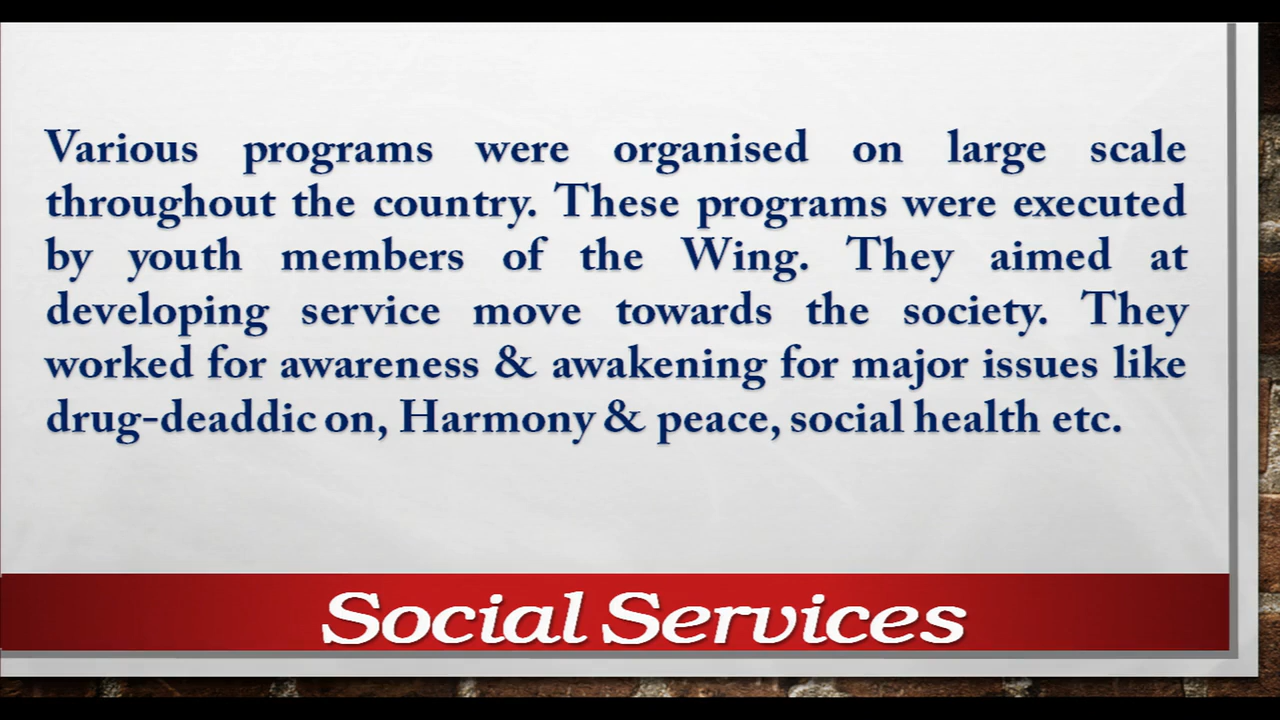 Various programs were organised on large scale
throughout the country. These programs were executed
by youth members of the Wing. They aimed at
developing service move towards the society. They
worked for awareness & awakening for major issues like
drug-deaddic on, Harmony & peace, social health etc.
Social Services